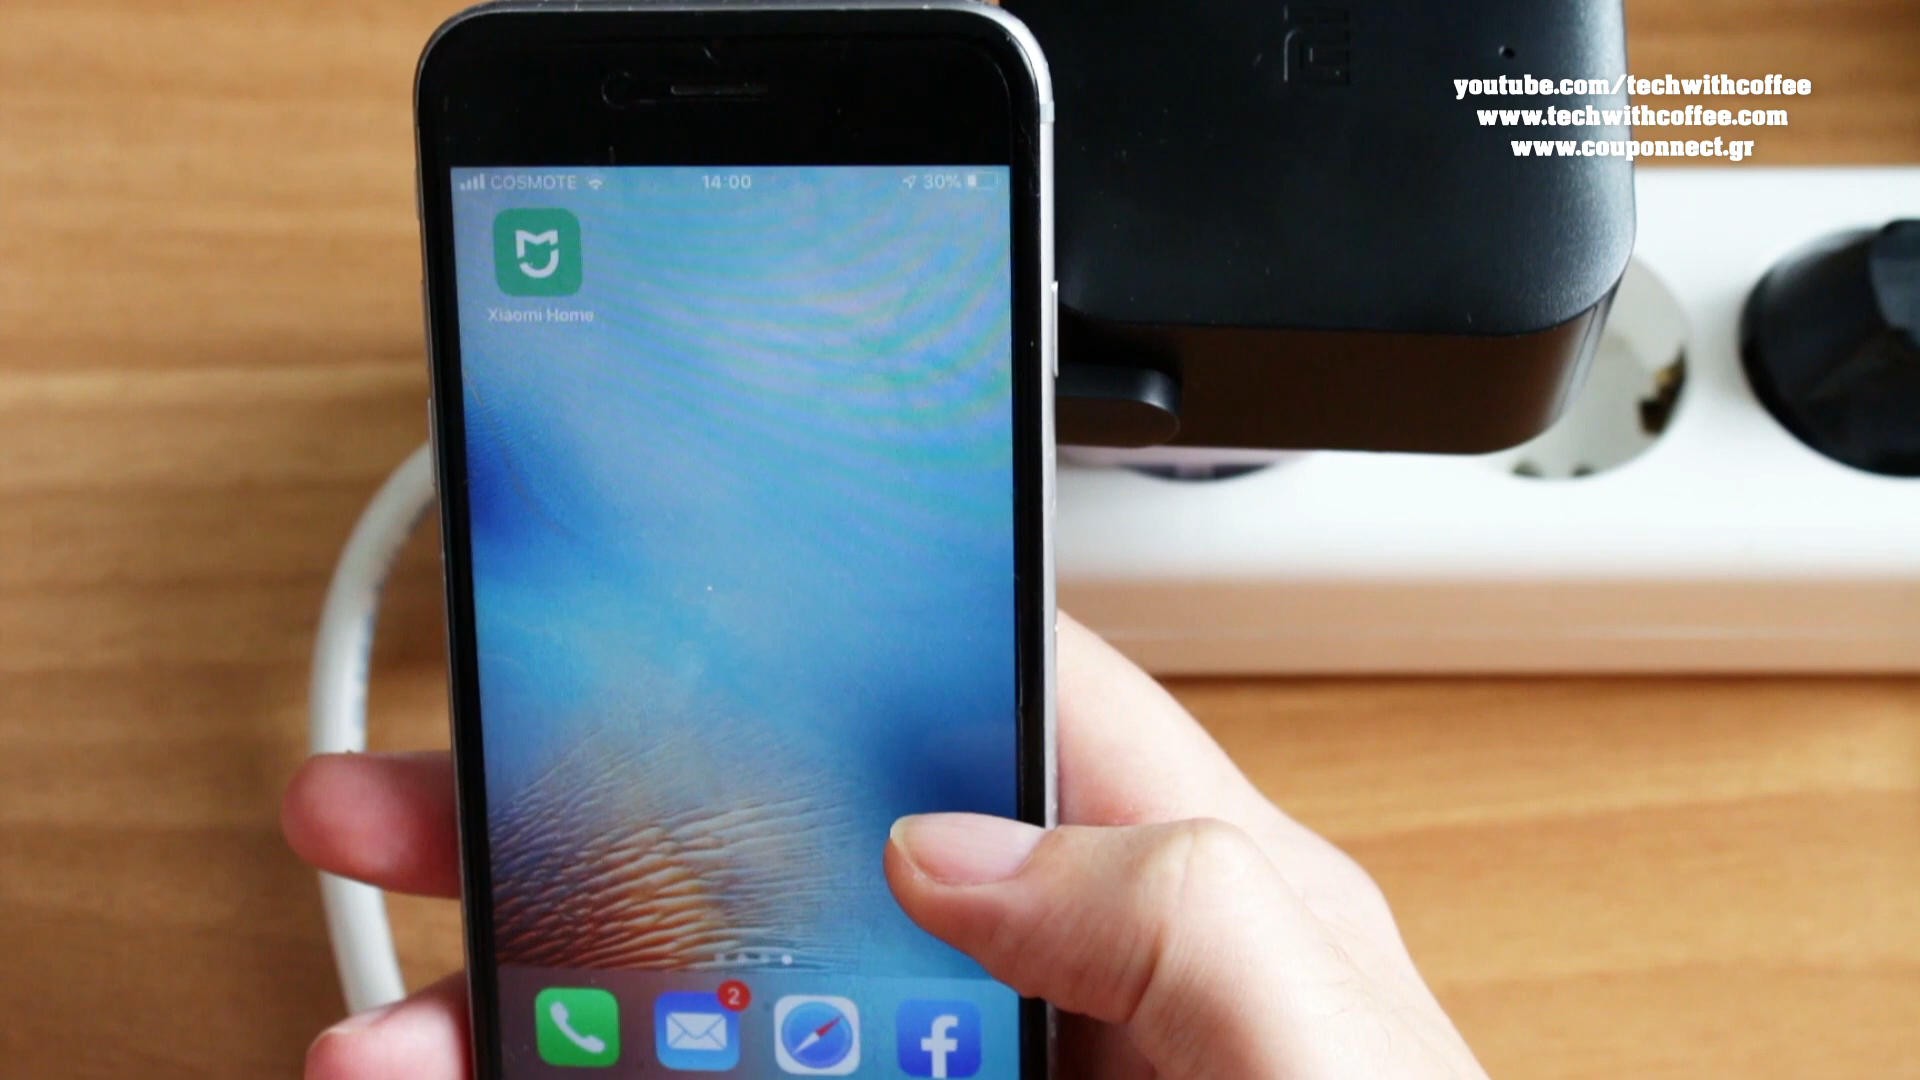 youtube.com/techwithcoffee
www.techwithcoffee.com
www.couponnect.gr
COSMOTE 14:00 30%
Xiaomi Home
2